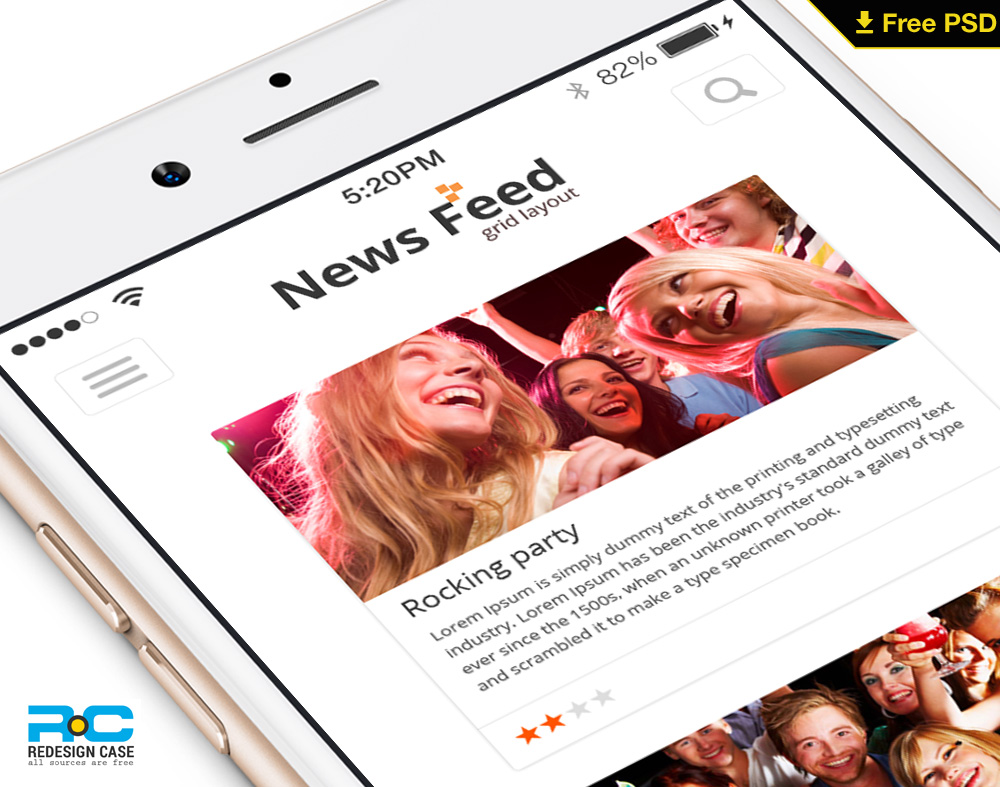 Free PSD
82%
5:20PM
News Feed
grid layout
Rocking party
Lorem Ipsum is simply dummy text of the printing and typesetting
industry. Lorem Ipsum has been the industry's standard dummy text
ever since the 1500s, when an unknown printer took a galley of type
and scrambled it to make a type specimen book.
RC
REDESIGN CASE
all sources are free